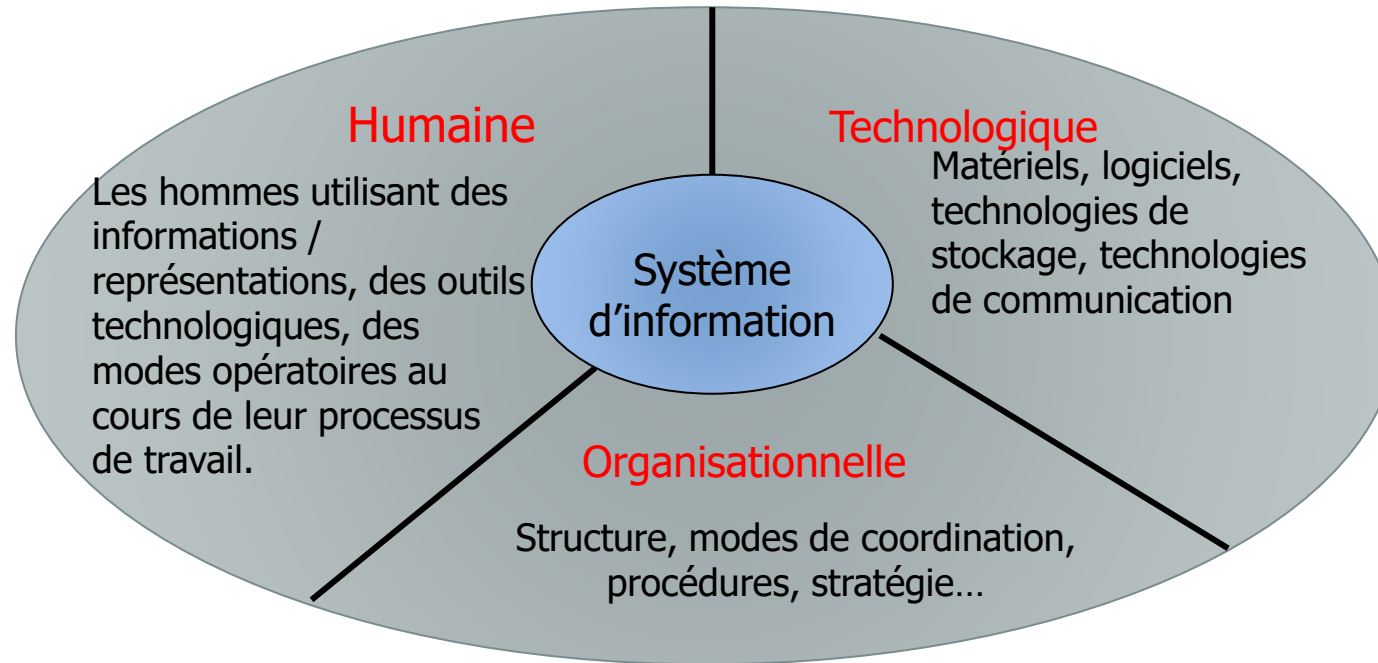 Humaine
Les hommes utilisant des
informations /
représentations, des outils
technologiques, des
modes opératoires au
cours de leur processus
de travail.
Technologique
Matériels, logiciels,
technologies de
stockage, technologies
de communication
Système
d’information
Organisationnelle
Structure, modes de coordination,
procédures, stratégie…